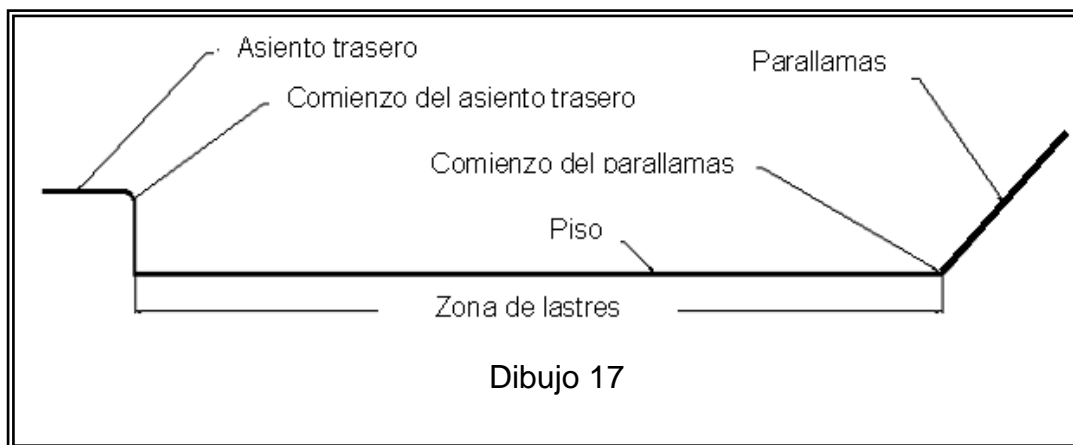 Asiento trasero
Parallamas
Comienzo del asiento trasero
Comienzo del parallamas
Piso
Zona de lastres
Dibujo 17